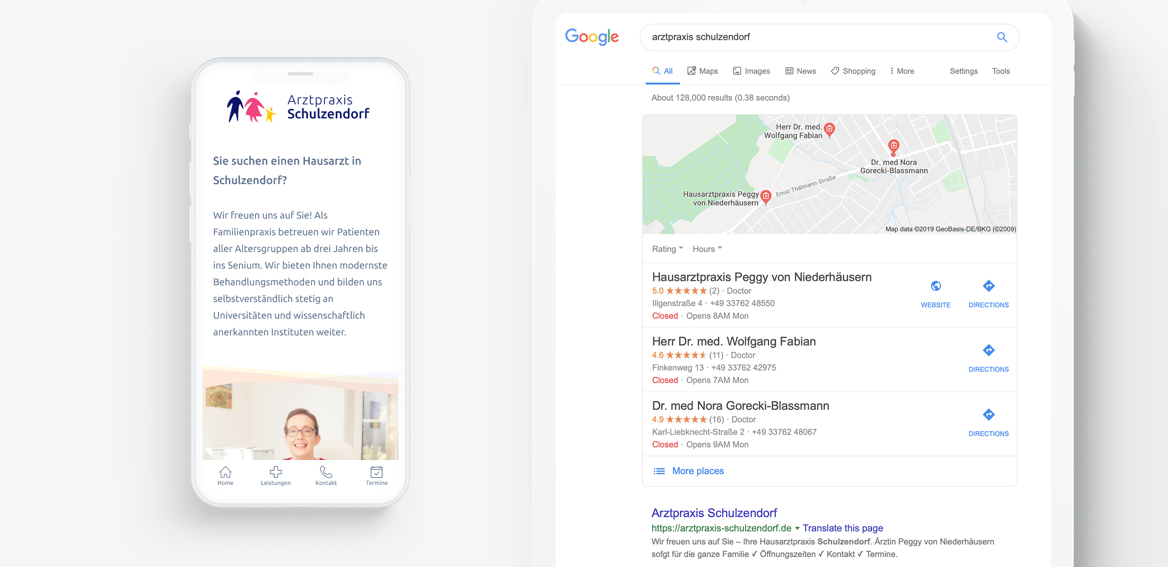 Arztpraxis
Schulzendorf
Sie suchen einen Hausarzt in
Schulzendorf?
Wir freuen uns auf Sie! Als
Familienpraxis betreuen wir Patienten
aller Altersgruppen ab drei Jahren bis
ins Senium. Wir bieten Ihnen modernste
Behandlungsmethoden und bilden uns
selbstverständlich stetig an
Universitäten und wissenschaftlich
anerkannten Instituten weiter.
Home Leistungen Kontakt Termine
Google arztpraxis schulzendorf
All Maps Images News Shopping More Settings Tools
About 128,000 results (0.38 seconds)
Herr Dr. med.
Wolfgang Fabian
Dr. med Nora
Gorecki-Blassmann
Hausarztpraxis Peggy
von Niederhäusern
Ernst-Thälmann-Straße
Map data ©2019 GeoBasis-DE/BKG (©2009)
Rating Hours
Hausarztpraxis Peggy von Niederhäusern
5.0 ★★★★★ (2) · Doctor
Illgenstraße 4 · +49 33762 48550
Closed · Opens 8AM Mon
WEBSITE DIRECTIONS
Herr Dr. med. Wolfgang Fabian
4.6 ★★★★★ (11) · Doctor
Finkenweg 13 · +49 33762 42975
Closed · Opens 7AM Mon
DIRECTIONS
Dr. med Nora Gorecki-Blassmann
4.9 ★★★★★ (16) · Doctor
Karl-Liebknecht-Straße 2 · +49 33762 48067
Closed · Opens 9AM Mon
DIRECTIONS
More places
Arztpraxis Schulzendorf
https://arztpraxis-schulzendorf.de ▾ Translate this page
Wir freuen uns auf Sie – Ihre Hausarztpraxis Schulzendorf. Ärztin Peggy von Niederhäusern
sofgt für die ganze Familie ✓ Öffnungszeiten ✓ Kontakt ✓ Termine.